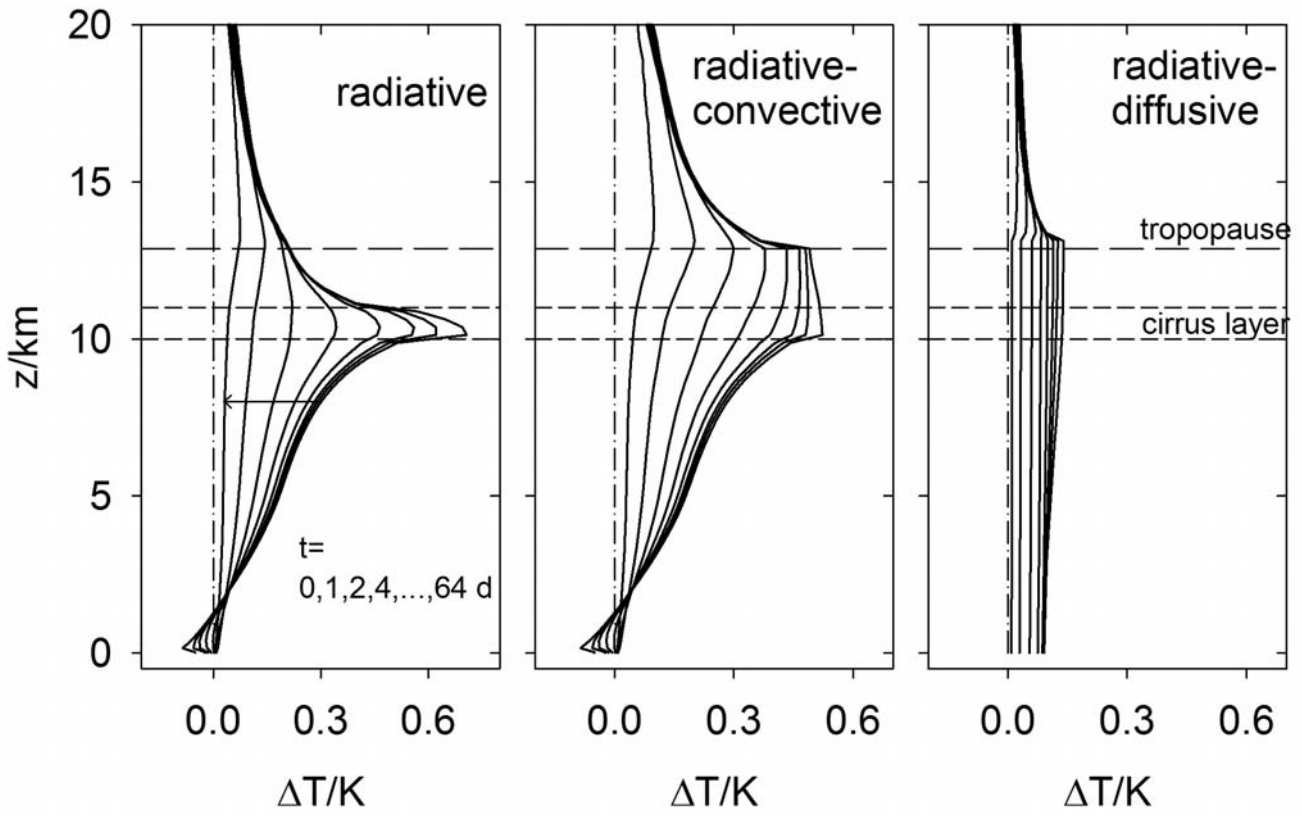 z/km
20
15
10
5
0
radiative
t=
0,1,2,4,...,64 d
0.0 0.3 0.6
ΔT/K
radiative-
convective
0.0 0.3 0.6
ΔT/K
radiative-
diffusive
tropopause
cirrus layer
0.0 0.3 0.6
ΔT/K